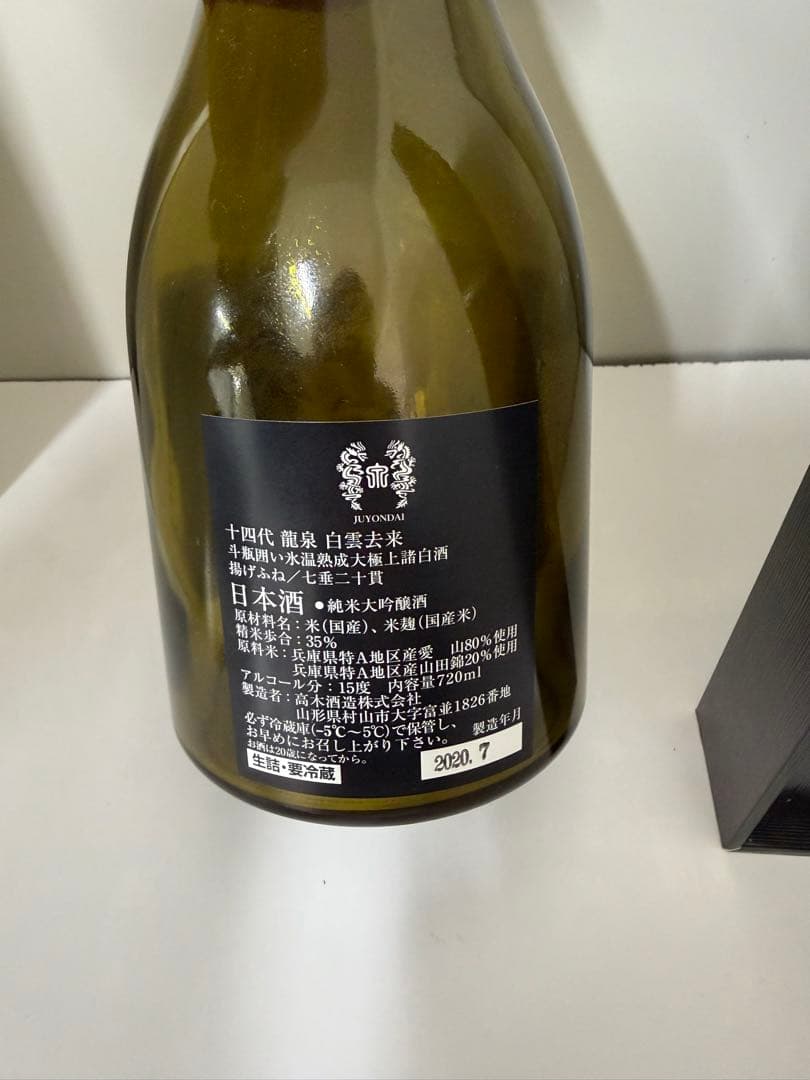 泉
JUYONDAI
十四代 龍泉 白雲去来
斗瓶囲い氷温熟成大極上諸白酒
揚げふね/七垂二十貫
日本酒 ●純米大吟醸酒
原材料名:米(国産)、米麹(国産米)
精米歩合:35%
原料米:兵庫県特A地区産愛 山80%使用
兵庫県特A地区産山田錦20%使用
アルコール分:15度 内容量720ml
製造者:高木酒造株式会社
山形県村山市大字富並1826番地
必ず冷蔵庫(-5℃〜5℃)で保管し、
お早めにお召し上がり下さい。 製造年月
お酒は20歳になってから。
生詰・要冷蔵 2020.7